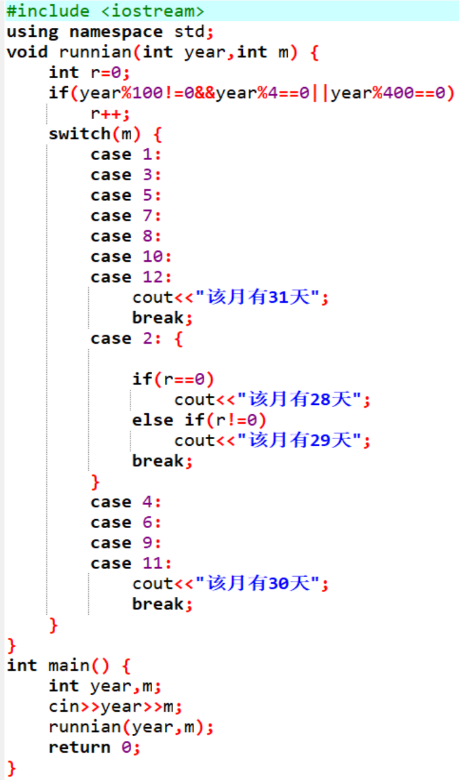 #include <iostream>
using namespace std;
void runnian(int year,int m) {
    int r=0;
    if(year%100!=0&&year%4==0||year%400==0)
        r++;
    switch(m) {
        case 1:
        case 3:
        case 5:
        case 7:
        case 8:
        case 10:
        case 12:
            cout<<"该月有31天";
            break;
        case 2: {
            if(r==0)
                cout<<"该月有28天";
            else if(r!=0)
                cout<<"该月有29天";
            break;
        }
        case 4:
        case 6:
        case 9:
        case 11:
            cout<<"该月有30天";
            break;
    }
}
int main() {
    int year,m;
    cin>>year>>m;
    runnian(year,m);
    return 0;
}